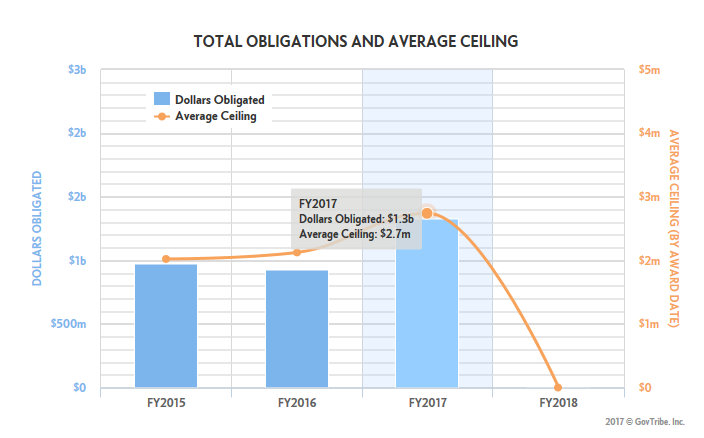 TOTAL OBLIGATIONS AND AVERAGE CEILING
$3b
$5m
Dollars Obligated
Average Ceiling
$2b
$4m
$2b
$3m
FY2017
Dollars Obligated: $1.3b
Average Ceiling: $2.7m
$1b
$2m
$500m
$1m
$0
$0
DOLLARS OBLIGATED
AVERAGE CEILING (BY AWARD DATE)
FY2015
FY2016
FY2017
FY2018
2017 © GovTribe, Inc.